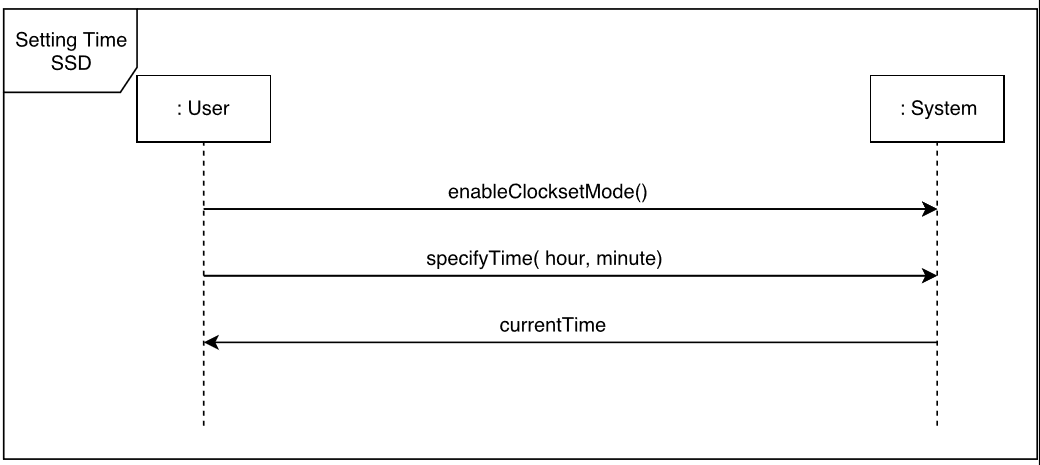 Setting Time
SSD
: User
: System
enableClocksetMode()
specifyTime( hour, minute)
currentTime